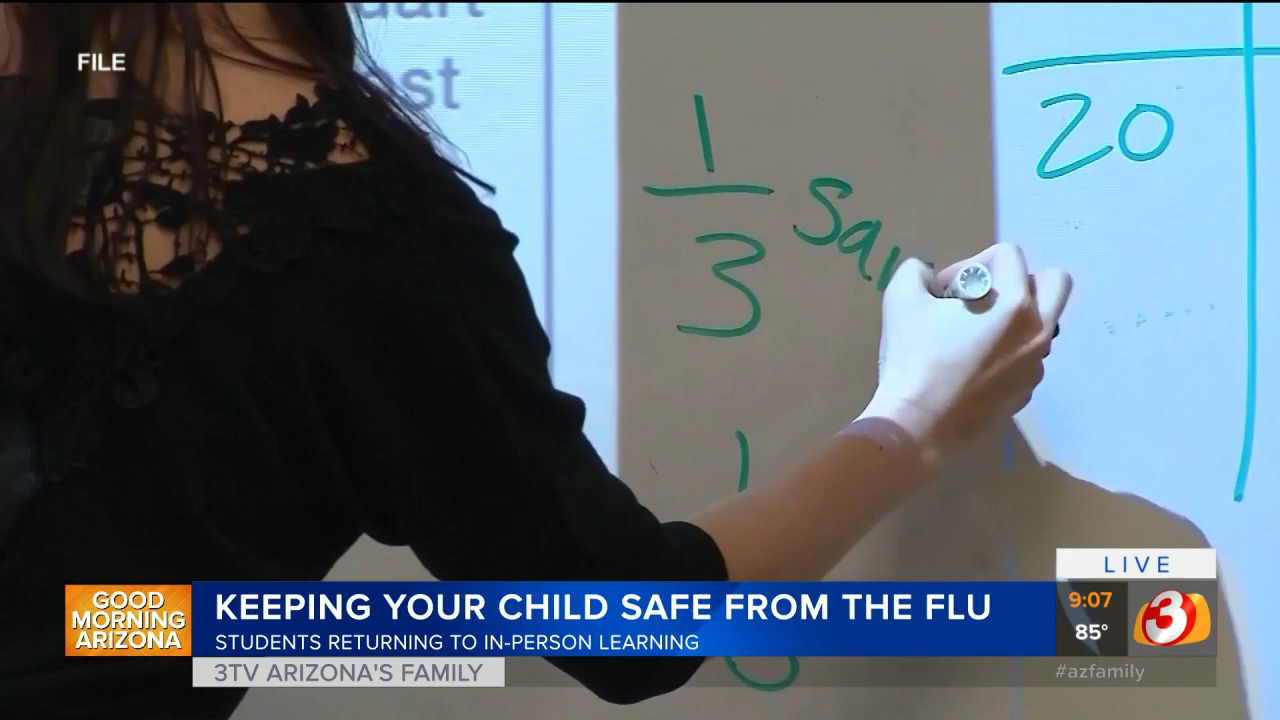 FILE
1
3
20
GOOD
MORNING
ARIZONA
KEEPING YOUR CHILD SAFE FROM THE FLU
STUDENTS RETURNING TO IN-PERSON LEARNING
3TV ARIZONA'S FAMILY
LIVE
9:07
85°
3
#azfamily